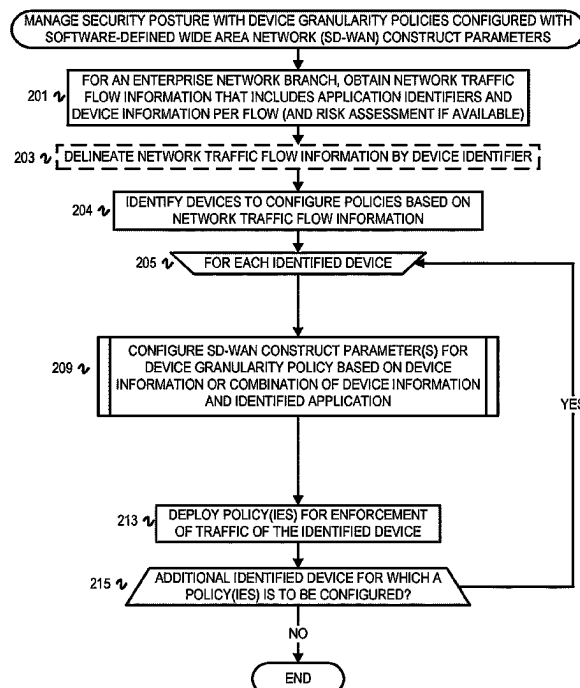 MANAGE SECURITY POSTURE WITH DEVICE GRANULARITY POLICIES CONFIGURED WITH
SOFTWARE-DEFINED WIDE AREA NETWORK (SD-WAN) CONSTRUCT PARAMETERS
201
FOR AN ENTERPRISE NETWORK BRANCH, OBTAIN NETWORK TRAFFIC
FLOW INFORMATION THAT INCLUDES APPLICATION IDENTIFIERS AND
DEVICE INFORMATION PER FLOW (AND RISK ASSESSMENT IF AVAILABLE)
203
DELINEATE NETWORK TRAFFIC FLOW INFORMATION BY DEVICE IDENTIFIER
204
IDENTIFY DEVICES TO CONFIGURE POLICIES BASED ON
NETWORK TRAFFIC FLOW INFORMATION
205
FOR EACH IDENTIFIED DEVICE
209
CONFIGURE SD-WAN CONSTRUCT PARAMETER(S) FOR
DEVICE GRANULARITY POLICY BASED ON DEVICE
INFORMATION OR COMBINATION OF DEVICE INFORMATION
AND IDENTIFIED APPLICATION
YES
213
DEPLOY POLICY(IES) FOR ENFORCEMENT
OF TRAFFIC OF THE IDENTIFIED DEVICE
215
ADDITIONAL IDENTIFIED DEVICE FOR WHICH A
POLICY(IES) IS TO BE CONFIGURED?
NO
END